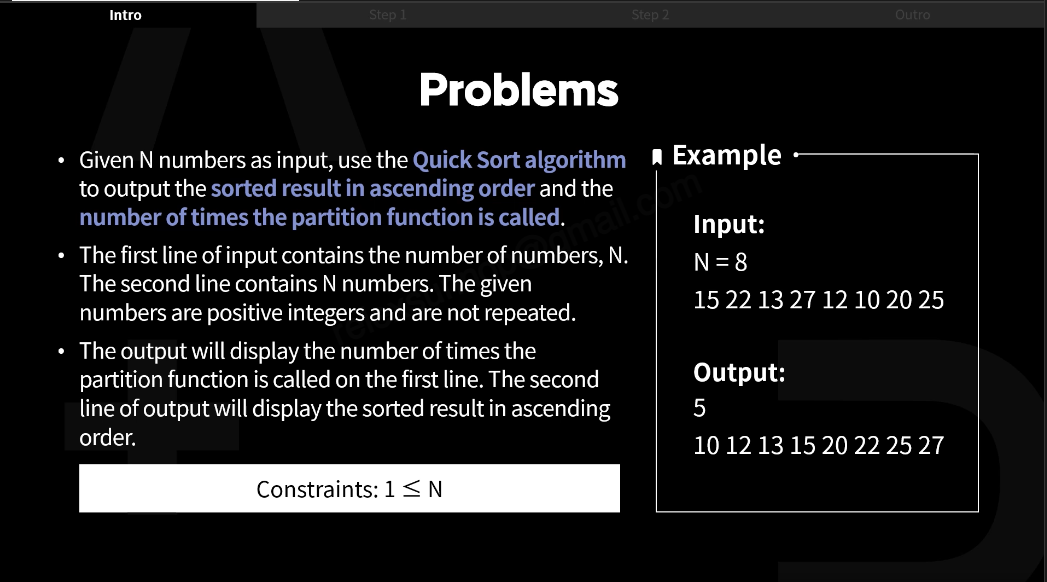 Intro
Step 1
Step 2
Outro
Problems
• Given N numbers as input, use the Quick Sort algorithm
to output the sorted result in ascending order and the
number of times the partition function is called.
• The first line of input contains the number of numbers, N.
The second line contains N numbers. The given
numbers are positive integers and are not repeated.
• The output will display the number of times the
partition function is called on the first line. The second
line of output will display the sorted result in ascending
order.
Constraints: 1 ≤ N
Example
Input:
N = 8
15 22 13 27 12 10 20 25
Output:
5
10 12 13 15 20 22 25 27